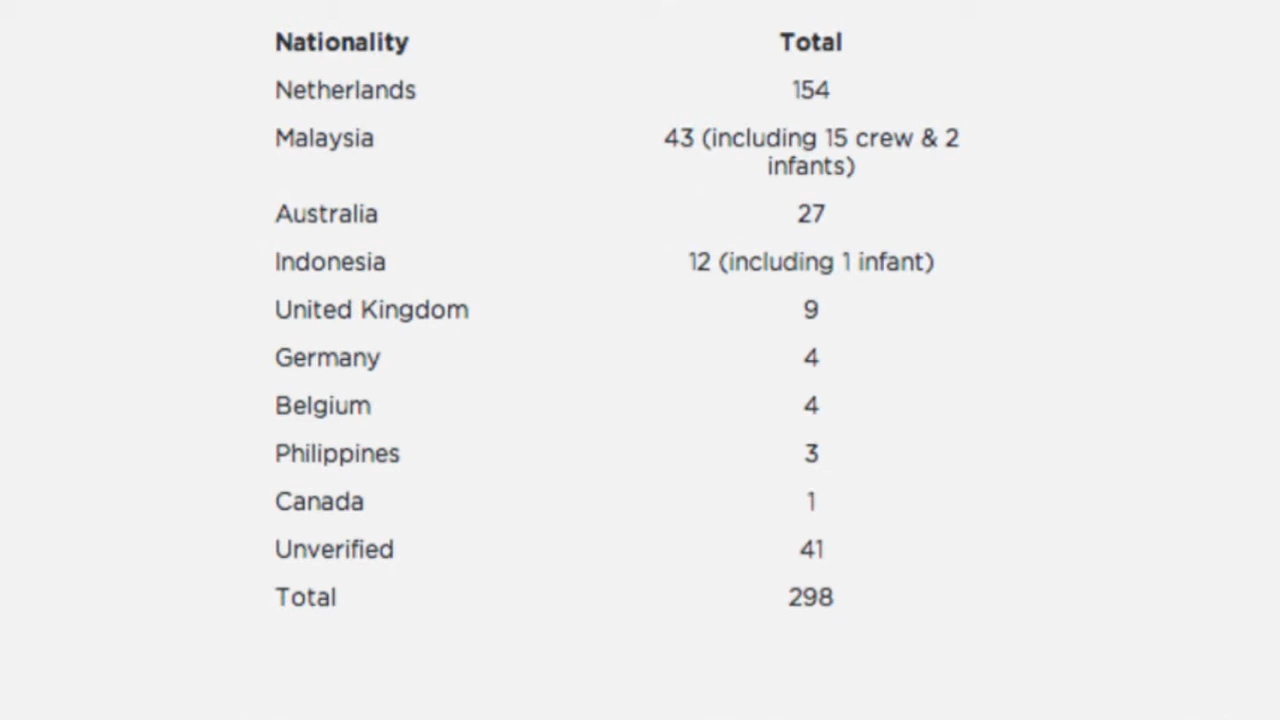 Nationality Total
Netherlands 154
Malaysia 43 (including 15 crew & 2
infants)
Australia 27
Indonesia 12 (including 1 infant)
United Kingdom 9
Germany 4
Belgium 4
Philippines 3
Canada 1
Unverified 41
Total 298